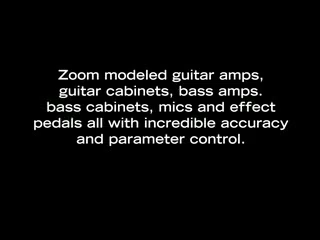 Zoom modeled guitar amps,
guitar cabinets, bass amps.
bass cabinets, mics and effect
pedals all with incredible accuracy
and parameter control.